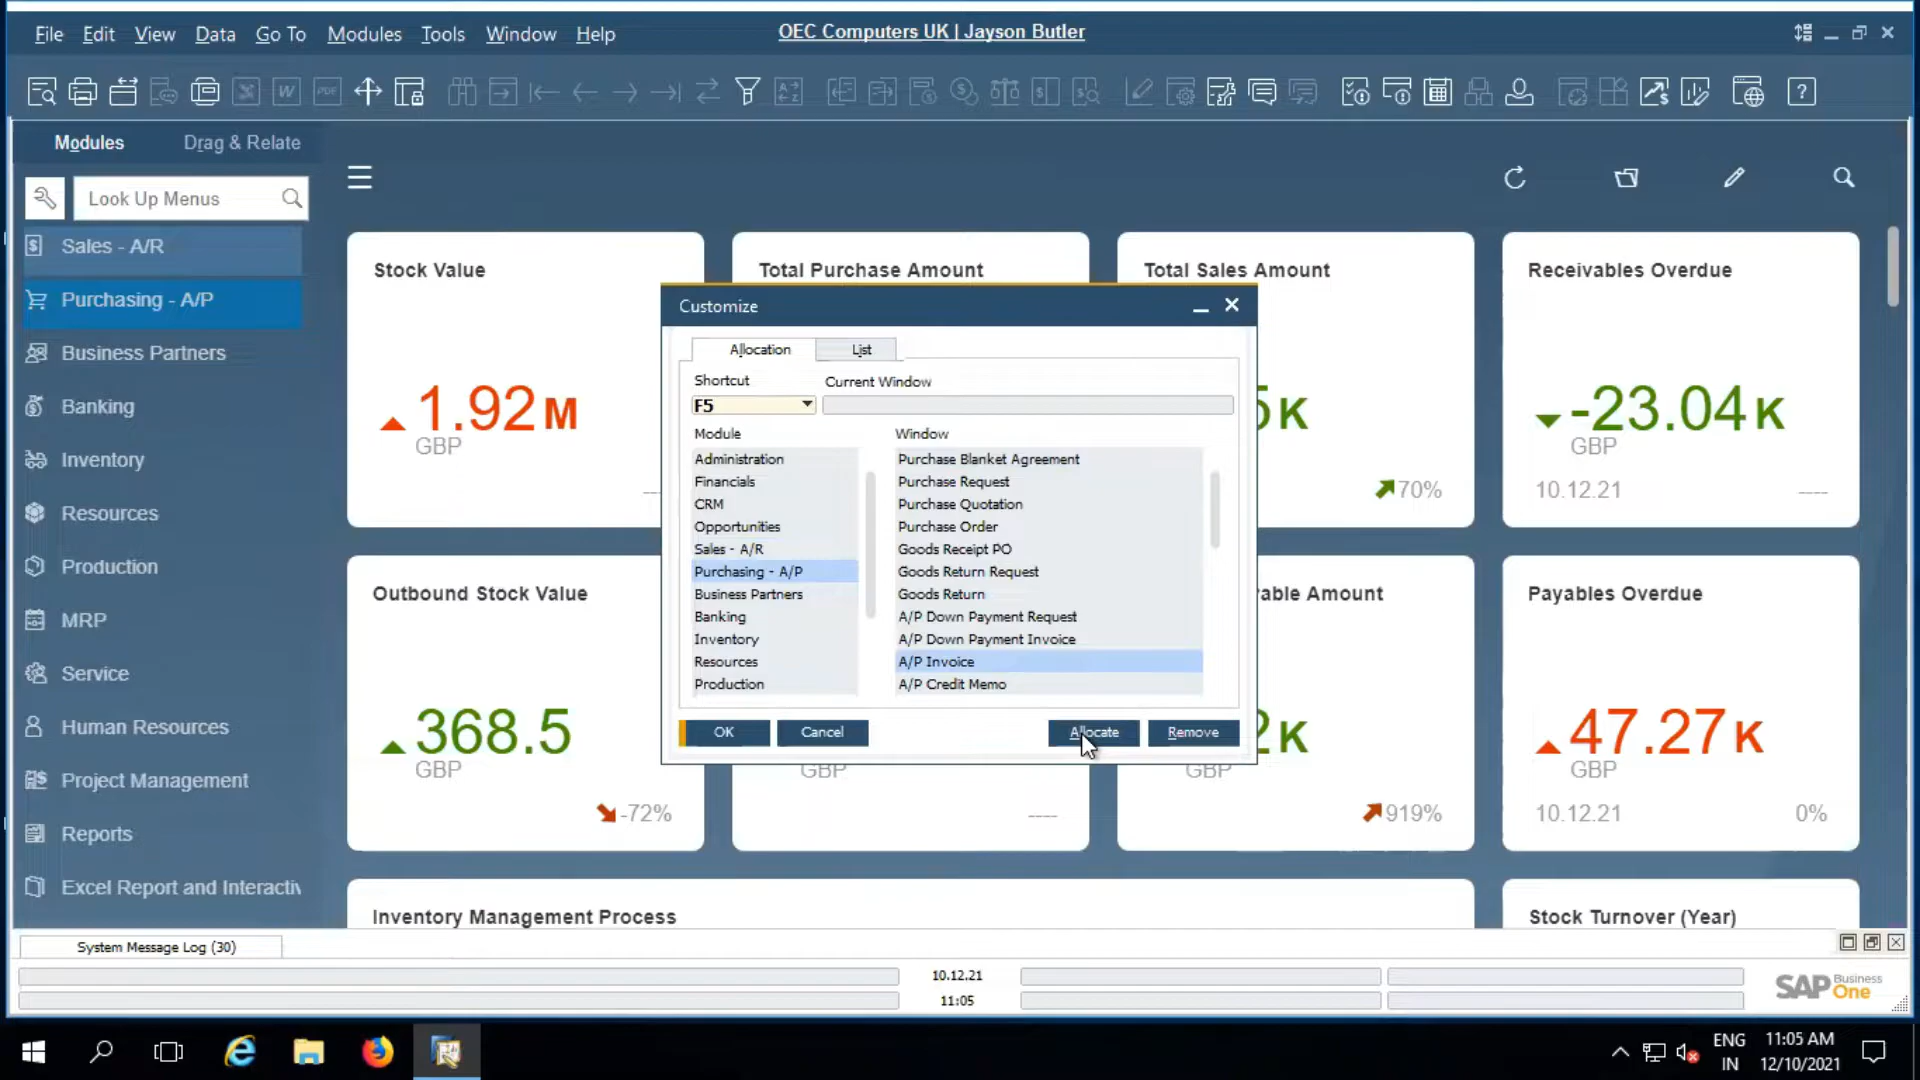 File Edit View Data Go To Modules Tools Window Help
OEC Computers UK | Jayson Butler
Modules Drag & Relate
Look Up Menus
Sales - A/R
Purchasing - A/P
Business Partners
Banking
Inventory
Resources
Production
MRP
Service
Human Resources
Project Management
Reports
Excel Report and Interactiv
Stock Value
1.92 M
GBP
Total Purchase Amount
Total Sales Amount
K
70%
Receivables Overdue
-23.04 K
GBP
10.12.21 ----
Customize
Allocation List
Shortcut Current Window
F5
Module Window
Administration
Financials
CRM
Opportunities
Sales - A/R
Purchasing - A/P
Business Partners
Banking
Inventory
Resources
Production
Purchase Blanket Agreement
Purchase Request
Purchase Quotation
Purchase Order
Goods Receipt PO
Goods Return Request
Goods Return
A/P Down Payment Request
A/P Down Payment Invoice
A/P Invoice
A/P Credit Memo
OK Cancel Allocate Remove
Outbound Stock Value
368.5
GBP
-72%
GBP
----
able Amount
2K
GBP
919%
Payables Overdue
47.27 K
GBP
10.12.21 0%
Inventory Management Process
Stock Turnover (Year)
System Message Log (30)
10.12.21
11:05
SAP Business One
ENG
IN
11:05 AM
12/10/2021